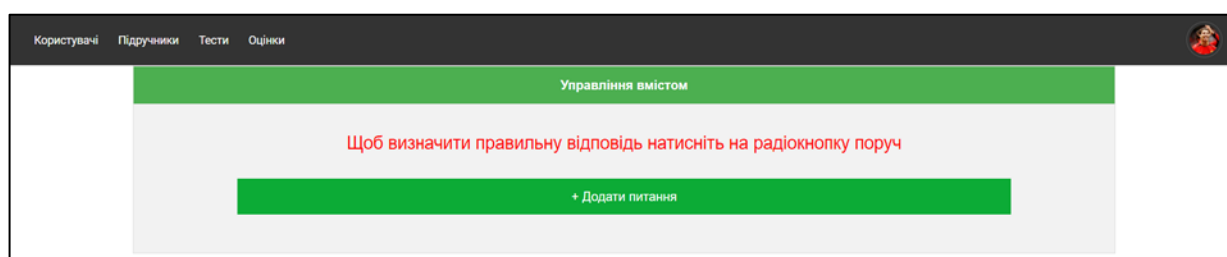 Користувачі Підручники Тести Оцінки
Управління вмістом
Щоб визначити правильну відповідь натисніть на радіокнопку поруч
+ Додати питання